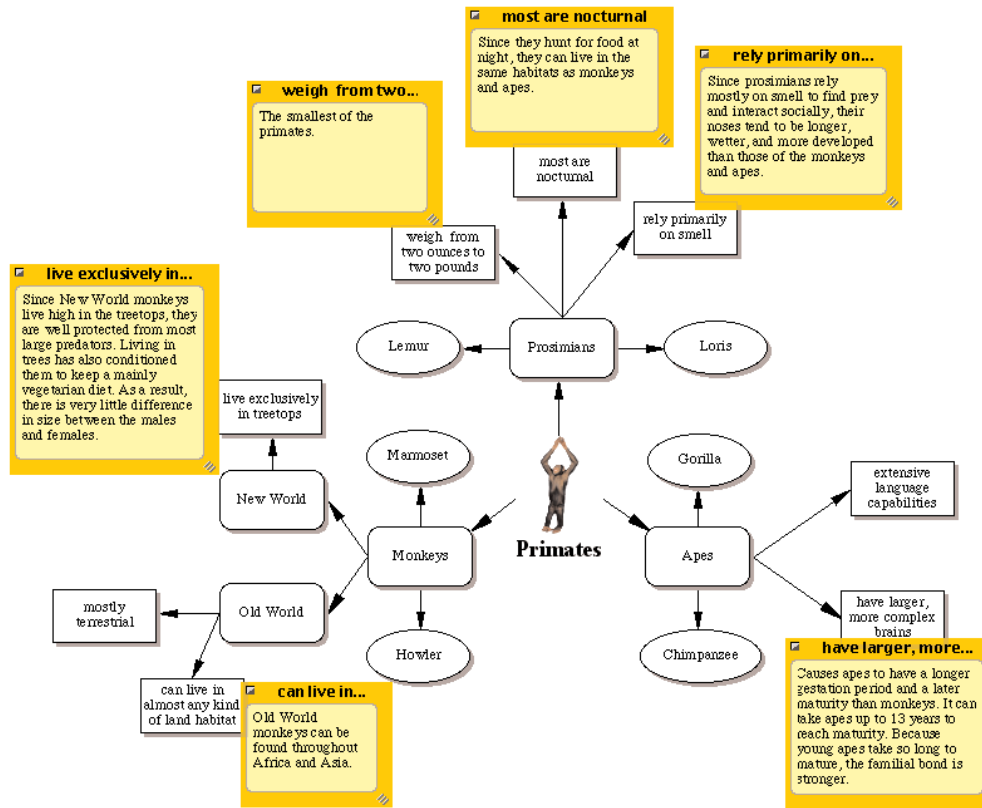 most are nocturnal
Since they hunt for food at
night, they can live in the
same habitats as monkeys
and apes.
rely primarily on...
Since prosimians rely
mostly on smell to find prey
and interact socially, their
noses tend to be longer,
wetter, and more developed
than those of the monkeys
and apes.
weigh from two...
The smallest of the
primates.
most are
nocturnal
rely primarily
on smell
weigh from
two ounces to
two pounds
live exclusively in...
Since New World monkeys
live high in the treetops, they
are well protected from most
large predators. Living in
trees has also conditioned
them to keep a mainly
vegetarian diet. As a result,
there is very little difference
in size between the males
and females.
Lemur
Prosimians
Loris
live exclusively
in treetops
Marmoset
Gorilla
New World
extensive
language
capabilities
Monkeys
Primates
Apes
mostly
terrestrial
Old World
have larger,
more complex
brains
Howler
Chimpanzee
have larger, more...
Causes apes to have a longer
gestation period and a later
maturity than monkeys. It can
take apes up to 13 years to
reach maturity. Because
young apes take so long to
mature, the familial bond is
stronger.
can live in
almost any kind
of land habitat
can live in...
Old World
monkeys can be
found throughout
Africa and Asia.